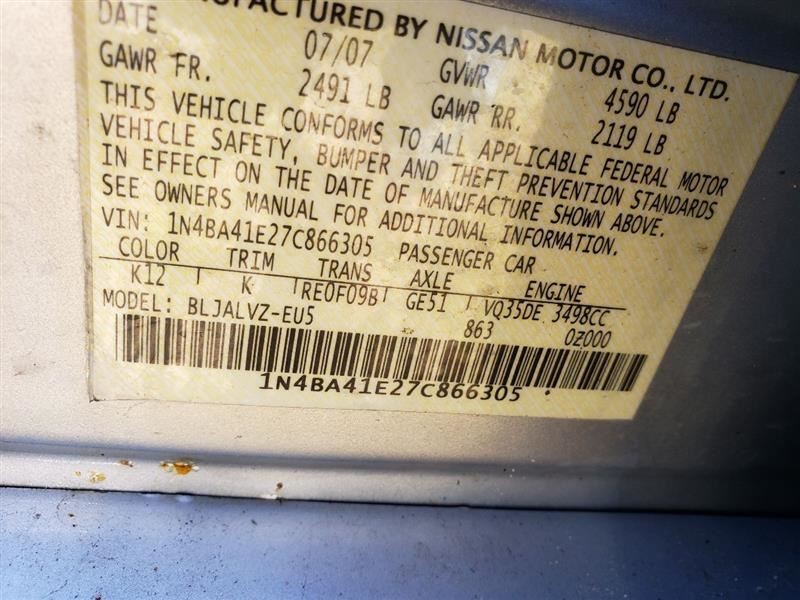 MANUFACTURED BY NISSAN MOTOR CO., LTD.
DATE 07/07 GVWR 4590 LB
GAWR FR. 2491 LB GAWR RR. 2119 LB
THIS VEHICLE CONFORMS TO ALL APPLICABLE FEDERAL MOTOR
VEHICLE SAFETY, BUMPER AND THEFT PREVENTION STANDARDS
IN EFFECT ON THE DATE OF MANUFACTURE SHOWN ABOVE.
SEE OWNERS MANUAL FOR ADDITIONAL INFORMATION.
VIN: 1N4BA41E27C866305 PASSENGER CAR
COLOR TRIM TRANS AXLE ENGINE
K12 K RE0F09B GE51 VQ35DE 3498CC
MODEL: BLJALVZ-EU5 863 0Z000
1N4BA41E27C866305